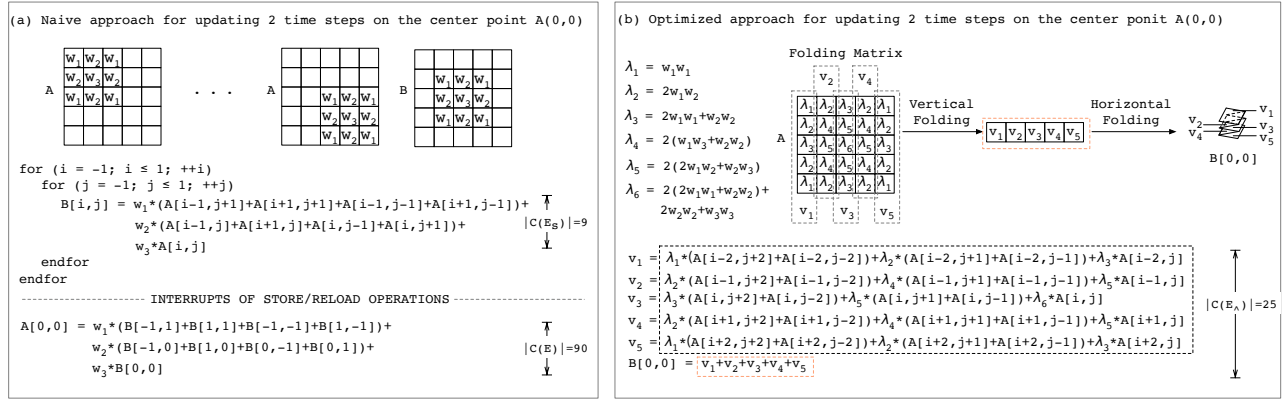 (a) Naive approach for updating 2 time steps on the center point A(0,0)
w₁ w₂ w₁
w₂ w₃ w₂
w₁ w₂ w₁
A
. . .
A
w₁ w₂ w₁
w₂ w₃ w₂
w₁ w₂ w₁
B
w₁ w₂ w₁
w₂ w₃ w₂
w₁ w₂ w₁
for (i = -1; i ≤ 1; ++i)
for (j = -1; j ≤ 1; ++j)
B[i,j] = w₁*(A[i-1,j+1]+A[i+1,j+1]+A[i-1,j-1]+A[i+1,j-1])+
w₂*(A[i-1,j]+A[i+1,j]+A[i,j-1]+A[i,j+1])+
w₃*A[i,j]
|C(E_S)|=9
endfor
endfor
INTERRUPTS OF STORE/RELOAD OPERATIONS
A[0,0] = w₁*(B[-1,1]+B[1,1]+B[-1,-1]+B[1,-1])+
w₂*(B[-1,0]+B[1,0]+B[0,-1]+B[0,1])+
w₃*B[0,0]
|C(E)|=90
(b) Optimized approach for updating 2 time steps on the center ponit A(0,0)
λ₁ = w₁w₁
λ₂ = 2w₁w₂
λ₃ = 2w₁w₁+w₂w₂
λ₄ = 2(w₁w₃+w₂w₂)
λ₅ = 2(2w₁w₂+w₂w₃)
λ₆ = 2(2w₁w₁+w₂w₂)+
2w₂w₂+w₃w₃
Folding Matrix
v₂ v₄
A
λ₁ λ₂ λ₃ λ₂ λ₁
λ₂ λ₄ λ₅ λ₄ λ₂
λ₃ λ₅ λ₆ λ₅ λ₃
λ₂ λ₄ λ₅ λ₄ λ₂
λ₁ λ₂ λ₃ λ₂ λ₁
v₁ v₃ v₅
Vertical
Folding
v₁ v₂ v₃ v₄ v₅
Horizontal
Folding
v₁
v₂
v₃
v₄
v₅
B[0,0]
v₁ = λ₁*(A[i-2,j+2]+A[i-2,j-2])+λ₂*(A[i-2,j+1]+A[i-2,j-1])+λ₃*A[i-2,j]
v₂ = λ₂*(A[i-1,j+2]+A[i-1,j-2])+λ₄*(A[i-1,j+1]+A[i-1,j-1])+λ₅*A[i-1,j]
v₃ = λ₃*(A[i,j+2]+A[i,j-2])+λ₅*(A[i,j+1]+A[i,j-1])+λ₆*A[i,j]
v₄ = λ₂*(A[i+1,j+2]+A[i+1,j-2])+λ₄*(A[i+1,j+1]+A[i+1,j-1])+λ₅*A[i+1,j]
v₅ = λ₁*(A[i+2,j+2]+A[i+2,j-2])+λ₂*(A[i+2,j+1]+A[i+2,j-1])+λ₃*A[i+2,j]
B[0,0] = v₁+v₂+v₃+v₄+v₅
|C(E_Λ)|=25